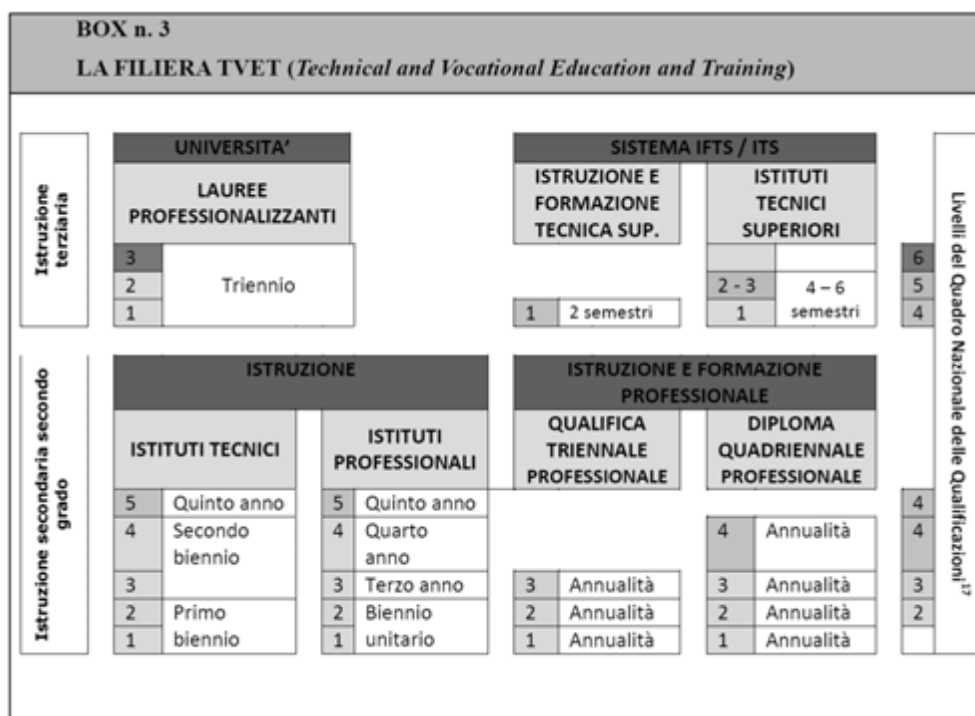 BOX n. 3
LA FILIERA TVET (Technical and Vocational Education and Training)
Istruzione
terziaria
UNIVERSITA’
LAUREE
PROFESSIONALIZZANTI
3
2
1
Triennio
SISTEMA IFTS / ITS
ISTRUZIONE E
FORMAZIONE
TECNICA SUP.
1
2 semestri
ISTITUTI
TECNICI
SUPERIORI
2 - 3
1
4 – 6
semestri
6
5
4
Livelli del Quadro Nazionale delle Qualificazioni17
Istruzione secondaria secondo
grado
ISTRUZIONE
ISTITUTI TECNICI
5 Quinto anno
4 Secondo
biennio
3
2 Primo
1 biennio
ISTITUTI
PROFESSIONALI
5 Quinto anno
4 Quarto
anno
3 Terzo anno
2 Biennio
1 unitario
ISTRUZIONE E FORMAZIONE
PROFESSIONALE
QUALIFICA
TRIENNALE
PROFESSIONALE
3 Annualità
2 Annualità
1 Annualità
DIPLOMA
QUADRIENNALE
PROFESSIONALE
4 Annualità
3 Annualità
2 Annualità
1 Annualità
4
4
3
2